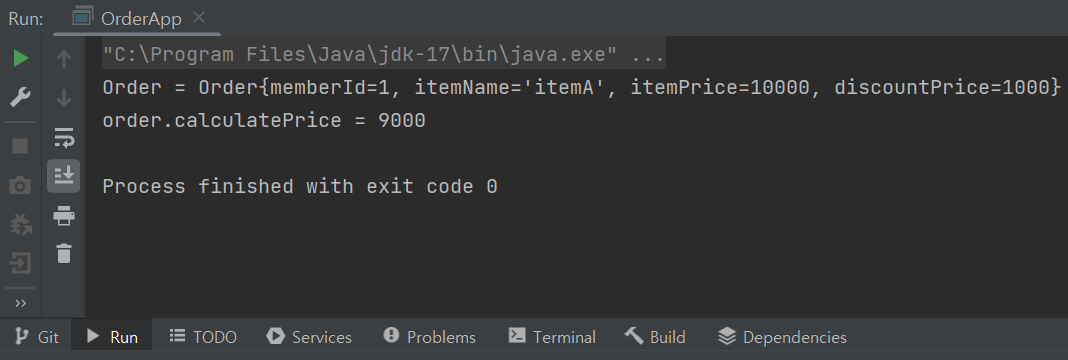 Run: OrderApp
"C:\Program Files\Java\jdk-17\bin\java.exe" ...
Order = Order{memberId=1, itemName='itemA', itemPrice=10000, discountPrice=1000}
order.calculatePrice = 9000
Process finished with exit code 0
Git Run TODO Services Problems Terminal Build Dependencies